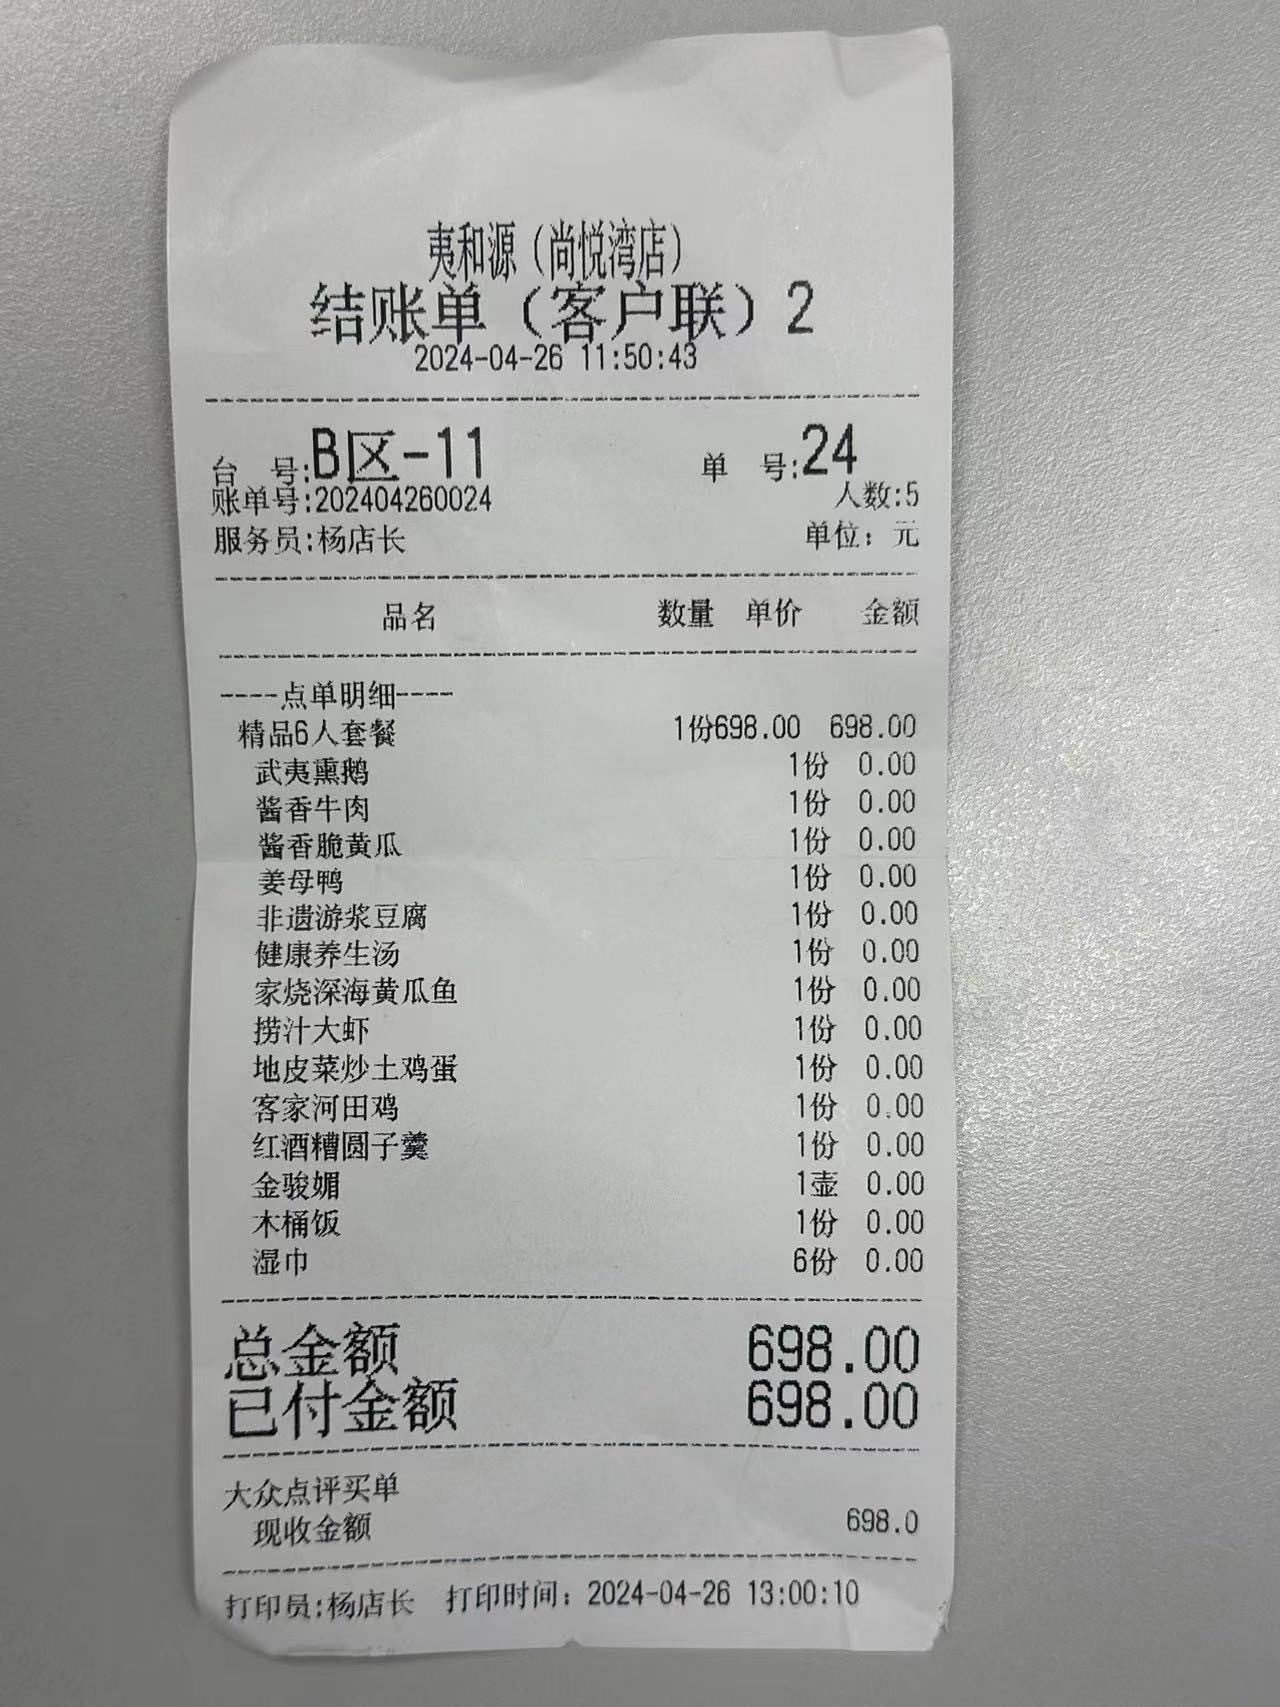 夷和源（尚悦湾店）
结账单（客户联）2
2024-04-26 11:50:43
台 号:B区-11 单 号:24
账单号:202404260024 人数:5
服务员:杨店长 单位：元
品名 数量 单价 金额
----点单明细----
精品6人套餐 1份698.00 698.00
武夷熏鹅 1份 0.00
酱香牛肉 1份 0.00
酱香脆黄瓜 1份 0.00
姜母鸭 1份 0.00
非遗游浆豆腐 1份 0.00
健康养生汤 1份 0.00
家烧深海黄瓜鱼 1份 0.00
捞汁大虾 1份 0.00
地皮菜炒土鸡蛋 1份 0.00
客家河田鸡 1份 0.00
红酒糟圆子羹 1份 0.00
金骏媚 1壶 0.00
木桶饭 1份 0.00
湿巾 6份 0.00
总金额 698.00
已付金额 698.00
大众点评买单
现收金额 698.0
打印员:杨店长 打印时间：2024-04-26 13:00:10